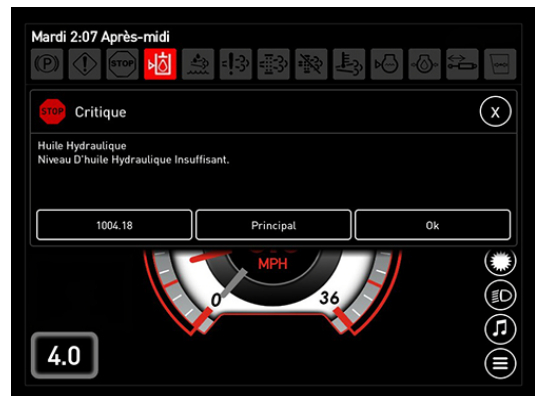 Mardi 2:07 Après-midi
P
STOP
STOP Critique
X
Huile Hydraulique
Niveau D'huile Hydraulique Insuffisant.
1004.18 Principal Ok
MPH
0 36
4.0